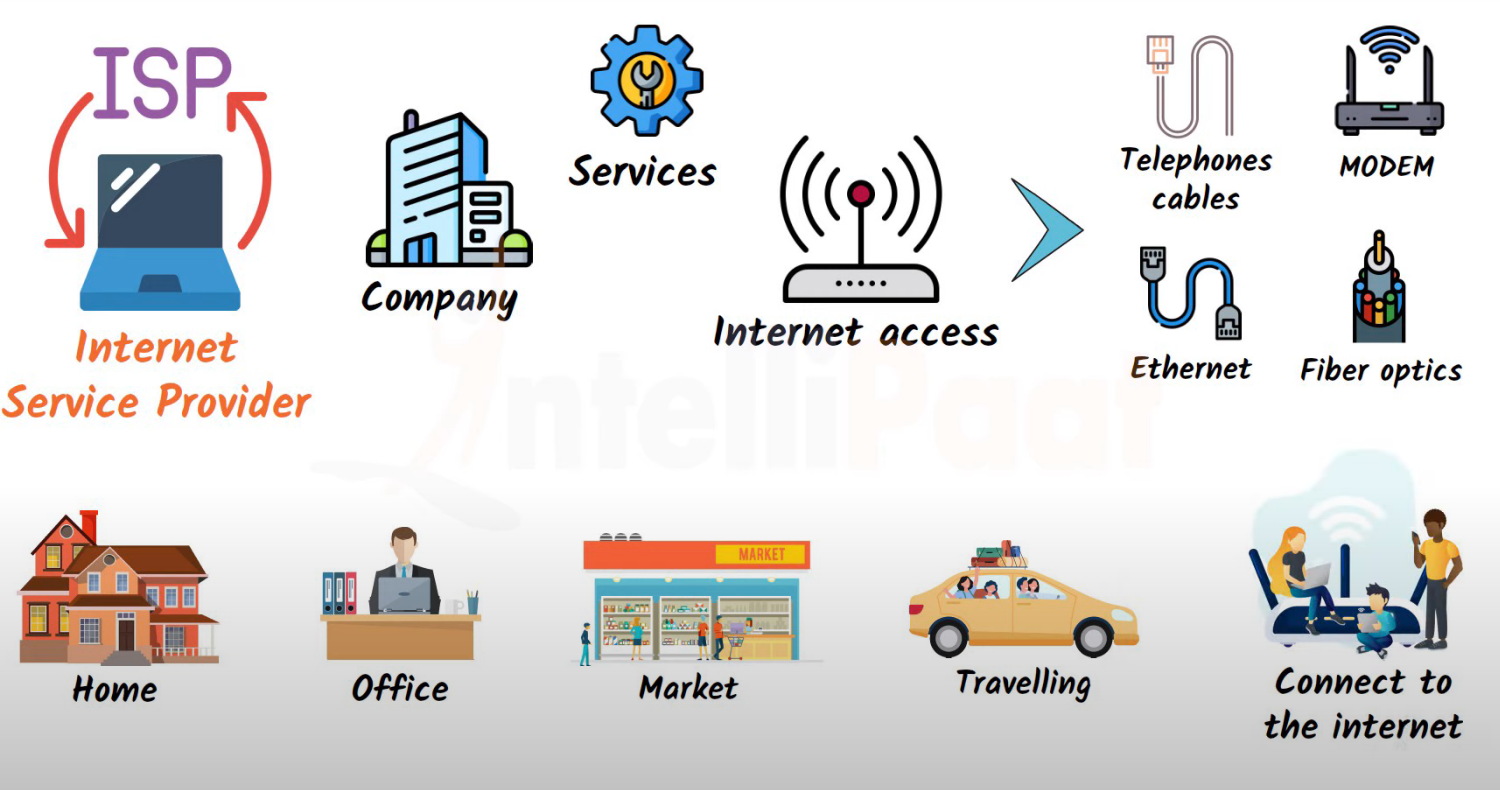 ISP
Internet
Service Provider
Company
Services
Internet access
Telephones
cables
MODEM
Ethernet
Fiber optics
IntelliPaat
Home
Office
MARKET
Market
Travelling
Connect to
the internet